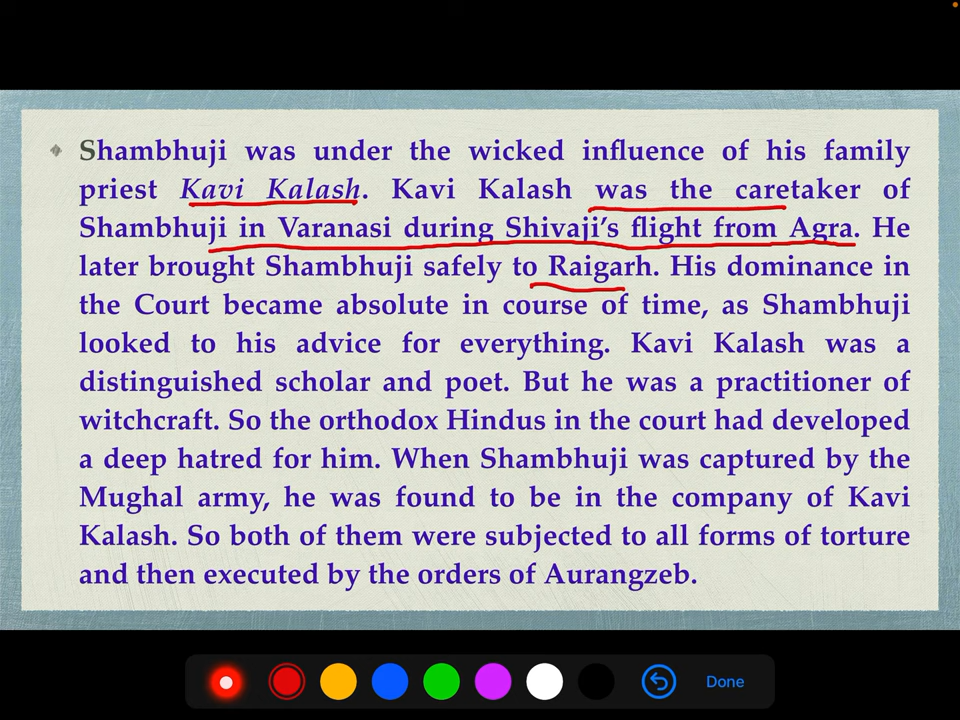 Shambhuji was under the wicked influence of his family
priest Kavi Kalash. Kavi Kalash was the caretaker of
Shambhuji in Varanasi during Shivaji's flight from Agra. He
later brought Shambhuji safely to Raigarh. His dominance in
the Court became absolute in course of time, as Shambhuji
looked to his advice for everything. Kavi Kalash was a
distinguished scholar and poet. But he was a practitioner of
witchcraft. So the orthodox Hindus in the court had developed
a deep hatred for him. When Shambhuji was captured by the
Mughal army, he was found to be in the company of Kavi
Kalash. So both of them were subjected to all forms of torture
and then executed by the orders of Aurangzeb.
Done